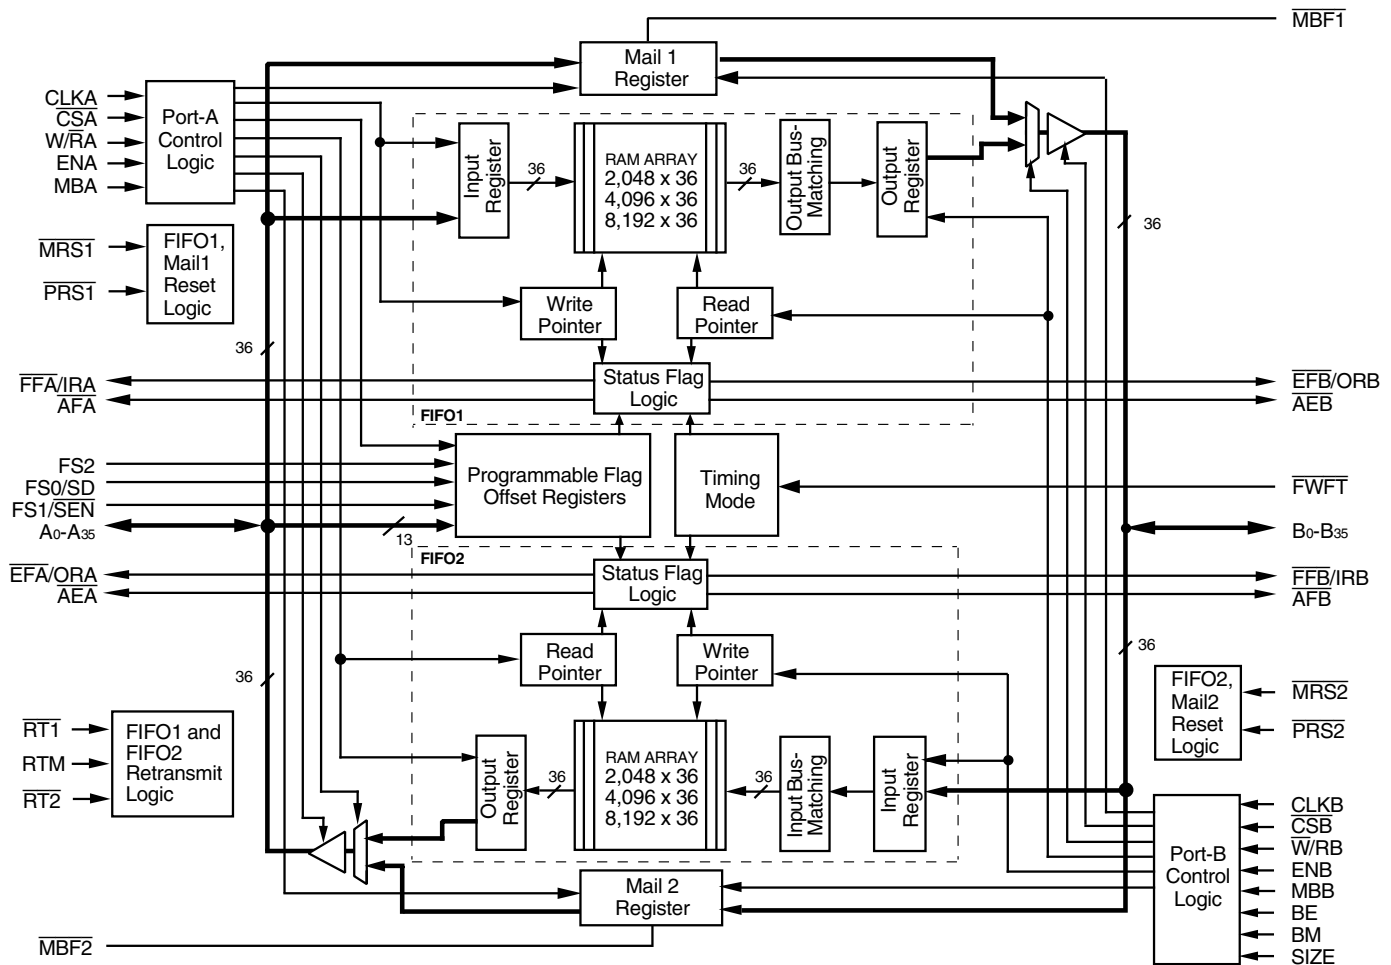 MBF1
Mail 1
Register
CLKA
CSA
W/RA
ENA
MBA
Port-A
Control
Logic
36
Input
Register
RAM ARRAY
2,048 x 36
4,096 x 36
8,192 x 36
36
Output Bus-
Matching
Output
Register
36
MRS1
PRS1
FIFO1,
Mail1
Reset
Logic
Write
Pointer
Read
Pointer
36
FFA/IRA
AFA
Status Flag
Logic
EFB/ORB
AEB
FIFO1
FS2
FS0/SD
FS1/SEN
A0-A35
Programmable Flag
Offset Registers
Timing
Mode
FWFT
13
B0-B35
FIFO2
EFA/ORA
AEA
Status Flag
Logic
FFB/IRB
AFB
Read
Pointer
Write
Pointer
36
36
FIFO2,
Mail2
Reset
Logic
MRS2
PRS2
RT1
RTM
RT2
FIFO1 and
FIFO2
Retransmit
Logic
Output
Register
36
RAM ARRAY
2,048 x 36
4,096 x 36
8,192 x 36
36
Input Bus-
Matching
Input
Register
Port-B
Control
Logic
CLKB
CSB
W/RB
ENB
MBB
BE
BM
SIZE
Mail 2
Register
MBF2